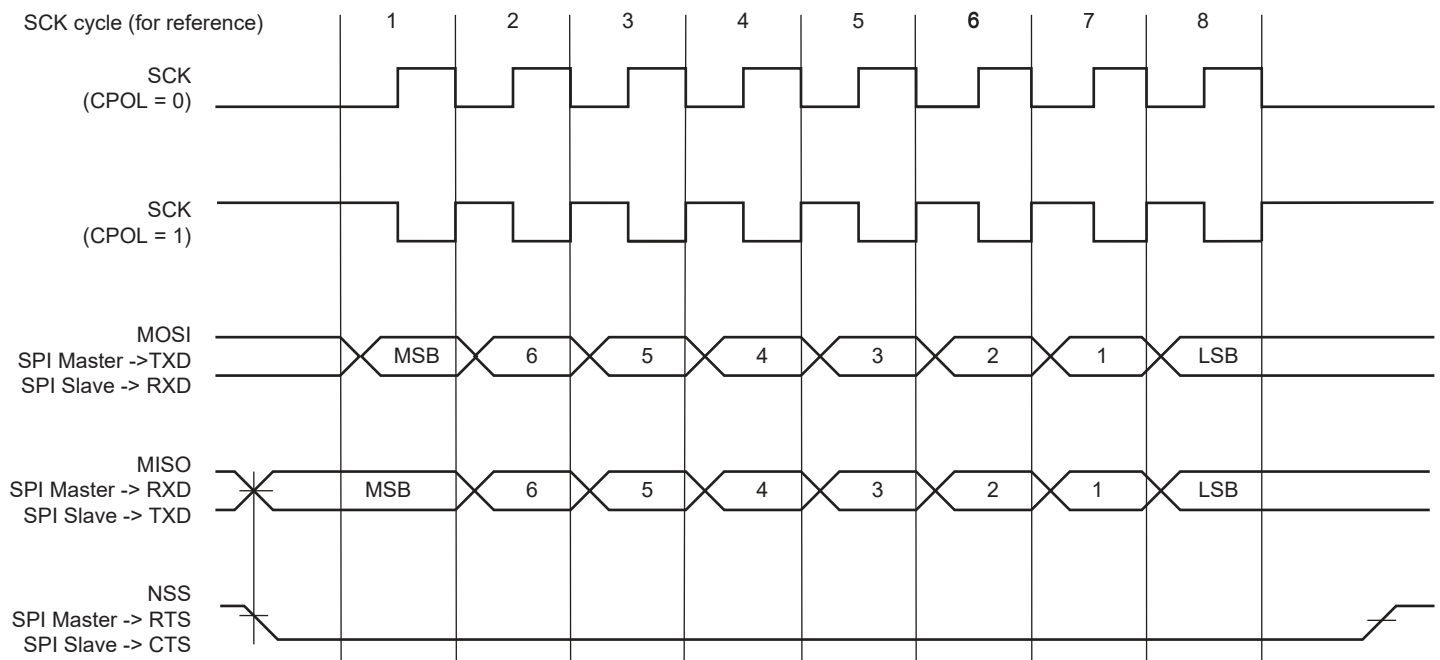 SCK cycle (for reference) 1 2 3 4 5 6 7 8
SCK
(CPOL = 0)
SCK
(CPOL = 1)
MOSI
SPI Master ->TXD
SPI Slave -> RXD
MSB 6 5 4 3 2 1 LSB
MISO
SPI Master -> RXD
SPI Slave -> TXD
MSB 6 5 4 3 2 1 LSB
NSS
SPI Master -> RTS
SPI Slave -> CTS